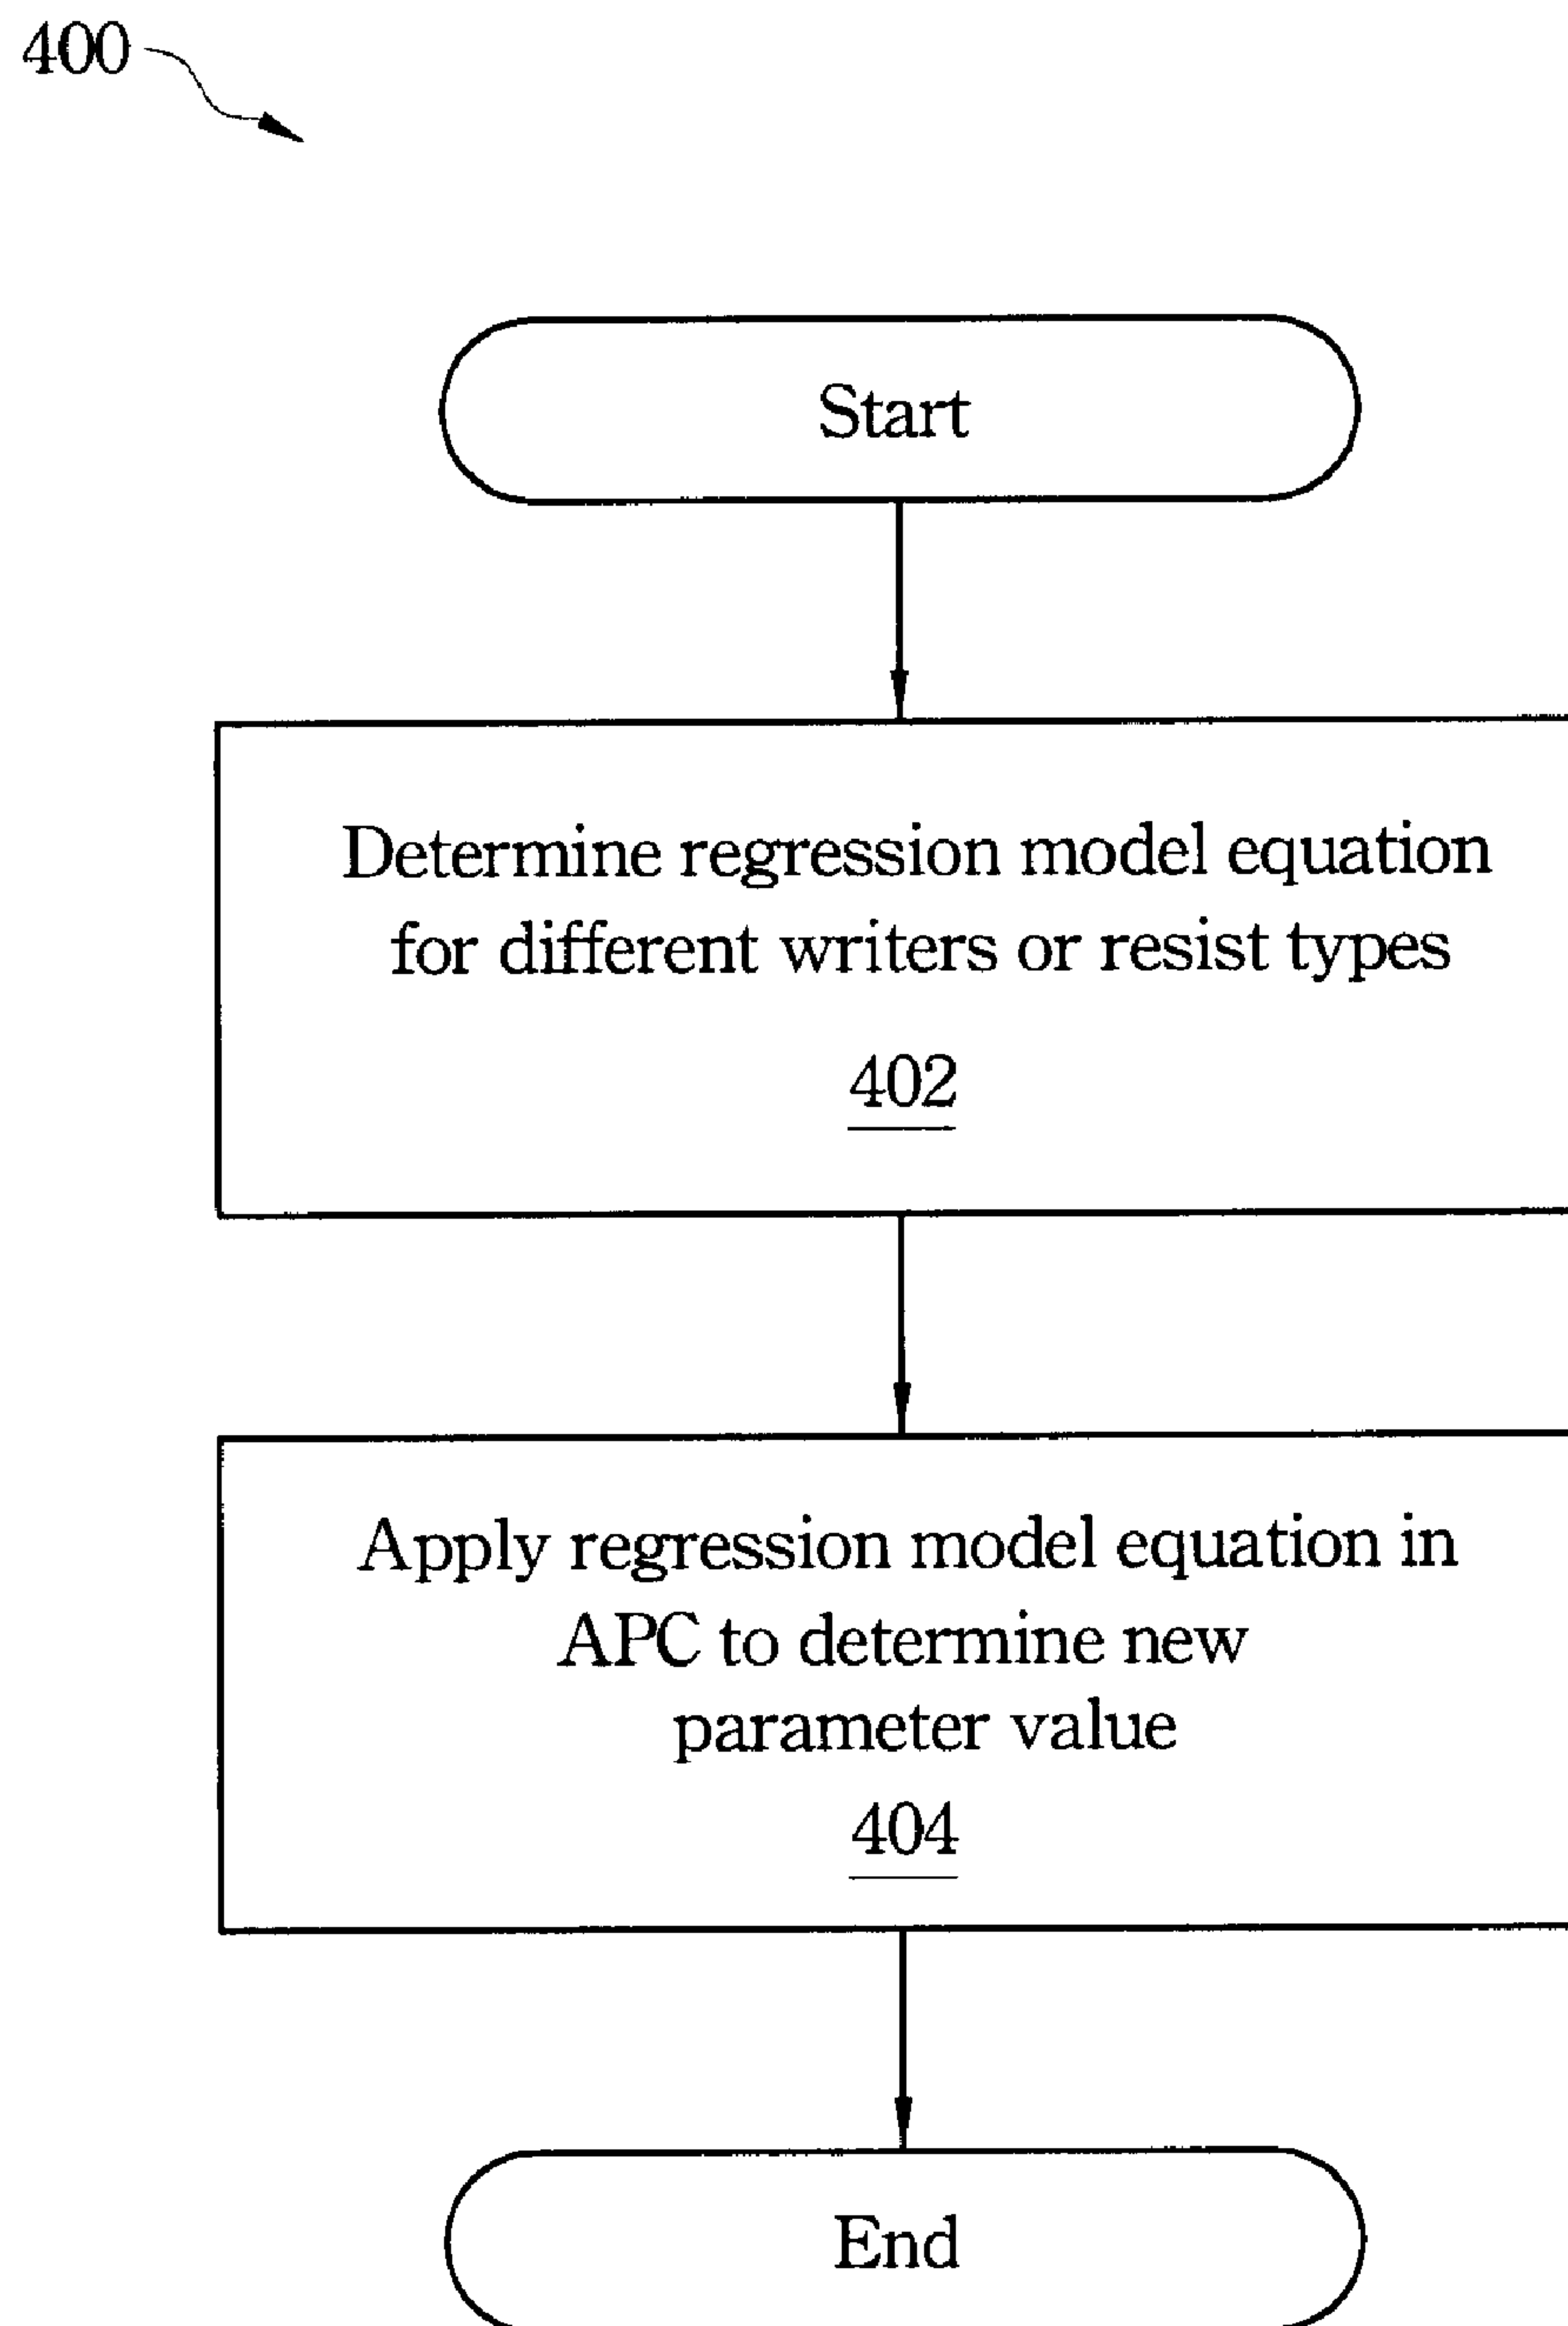 400
Start
Determine regression model equation
for different writers or resist types
402
Apply regression model equation in
APC to determine new
parameter value
404
End